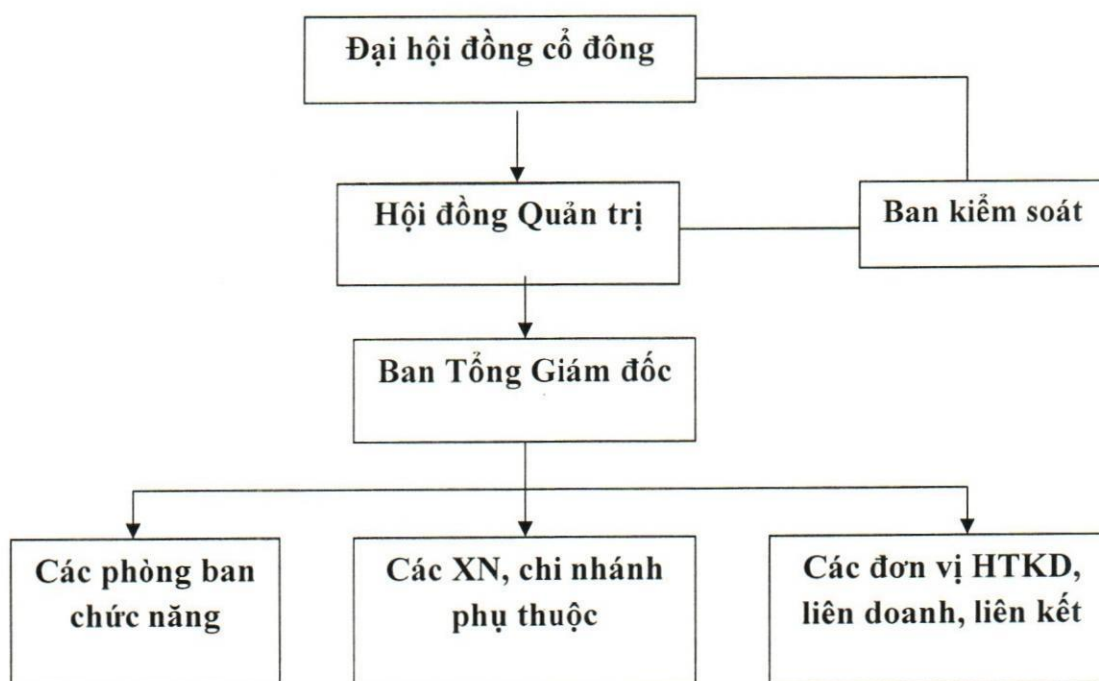 Đại hội đồng cổ đông
Hội đồng Quản trị
Ban kiểm soát
Ban Tổng Giám đốc
Các phòng ban
chức năng
Các XN, chi nhánh
phụ thuộc
Các đơn vị HTKD,
liên doanh, liên kết